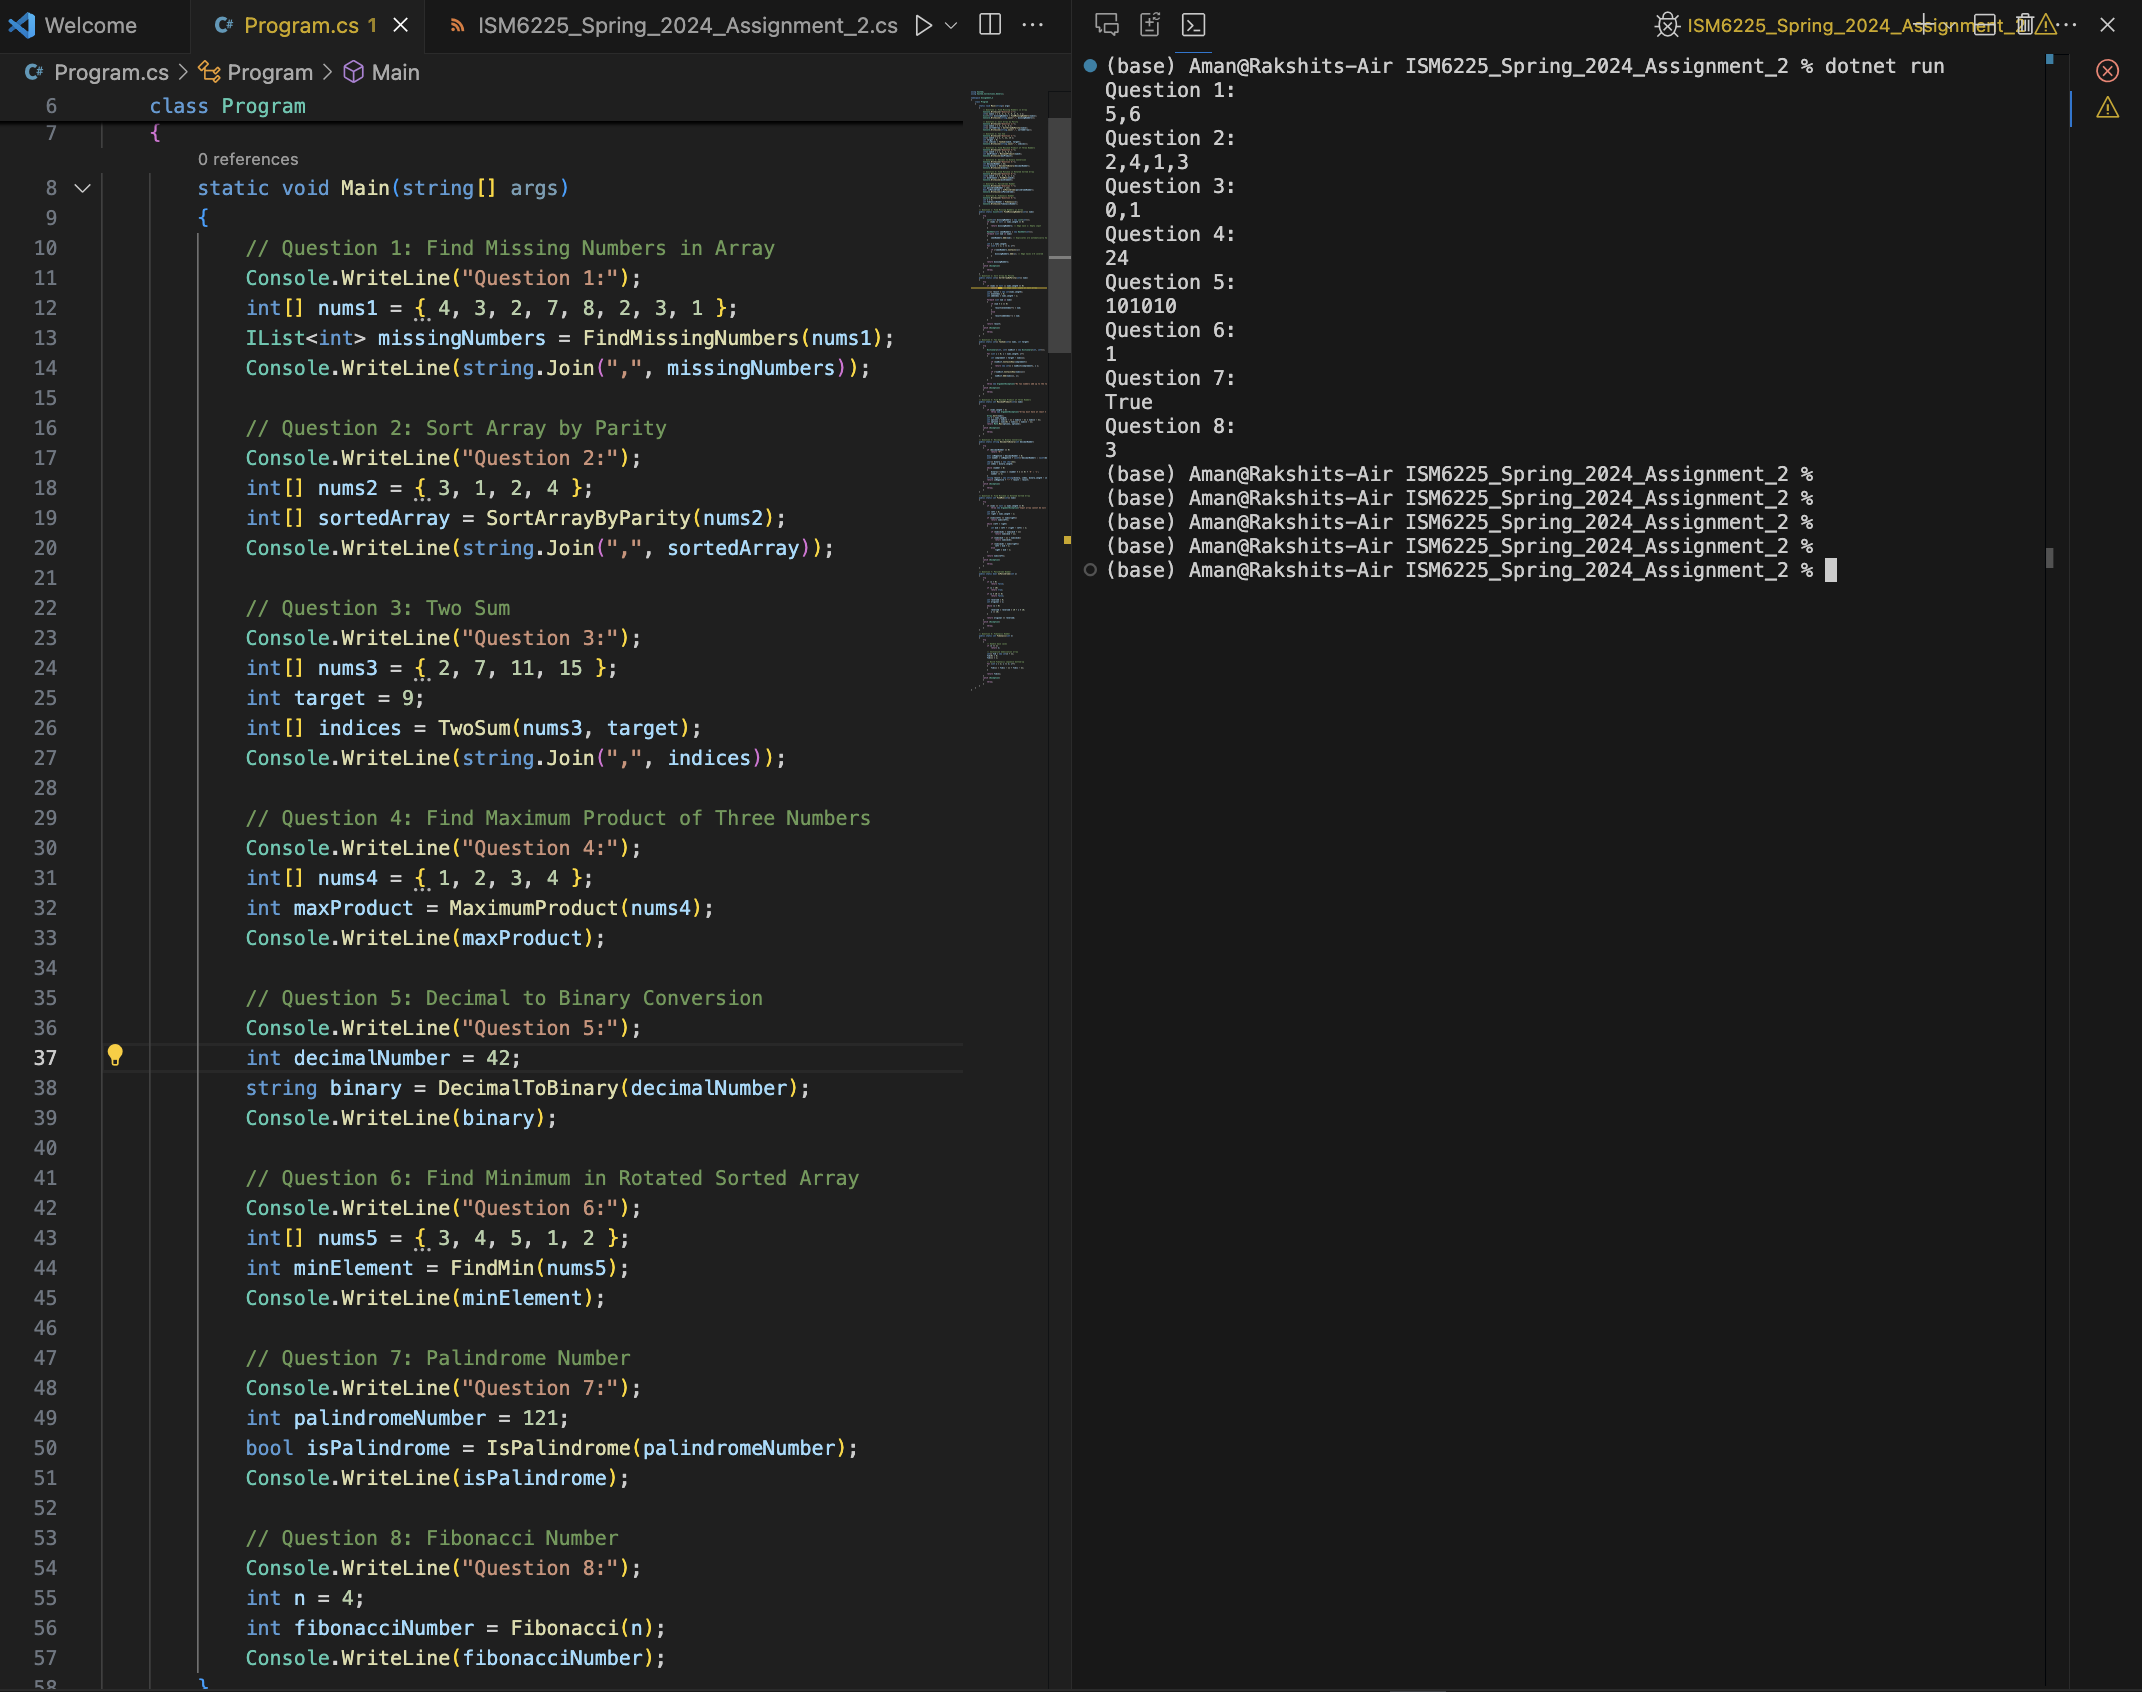 Welcome
Program.cs 1
ISM6225_Spring_2024_Assignment_2.cs
Program.cs > Program > Main
6 class Program
7 {
0 references
8 static void Main(string[] args)
9 {
10 // Question 1: Find Missing Numbers in Array
11 Console.WriteLine("Question 1:");
12 int[] nums1 = { 4, 3, 2, 7, 8, 2, 3, 1 };
13 IList<int> missingNumbers = FindMissingNumbers(nums1);
14 Console.WriteLine(string.Join(",", missingNumbers));
15
16 // Question 2: Sort Array by Parity
17 Console.WriteLine("Question 2:");
18 int[] nums2 = { 3, 1, 2, 4 };
19 int[] sortedArray = SortArrayByParity(nums2);
20 Console.WriteLine(string.Join(",", sortedArray));
21
22 // Question 3: Two Sum
23 Console.WriteLine("Question 3:");
24 int[] nums3 = { 2, 7, 11, 15 };
25 int target = 9;
26 int[] indices = TwoSum(nums3, target);
27 Console.WriteLine(string.Join(",", indices));
28
29 // Question 4: Find Maximum Product of Three Numbers
30 Console.WriteLine("Question 4:");
31 int[] nums4 = { 1, 2, 3, 4 };
32 int maxProduct = MaximumProduct(nums4);
33 Console.WriteLine(maxProduct);
34
35 // Question 5: Decimal to Binary Conversion
36 Console.WriteLine("Question 5:");
37 int decimalNumber = 42;
38 string binary = DecimalToBinary(decimalNumber);
39 Console.WriteLine(binary);
40
41 // Question 6: Find Minimum in Rotated Sorted Array
42 Console.WriteLine("Question 6:");
43 int[] nums5 = { 3, 4, 5, 1, 2 };
44 int minElement = FindMin(nums5);
45 Console.WriteLine(minElement);
46
47 // Question 7: Palindrome Number
48 Console.WriteLine("Question 7:");
49 int palindromeNumber = 121;
50 bool isPalindrome = IsPalindrome(palindromeNumber);
51 Console.WriteLine(isPalindrome);
52
53 // Question 8: Fibonacci Number
54 Console.WriteLine("Question 8:");
55 int n = 4;
56 int fibonacciNumber = Fibonacci(n);
57 Console.WriteLine(fibonacciNumber);
58 }
ISM6225_Spring_2024_Assignment_2
(base) Aman@Rakshits-Air ISM6225_Spring_2024_Assignment_2 % dotnet run
Question 1:
5,6
Question 2:
2,4,1,3
Question 3:
0,1
Question 4:
24
Question 5:
101010
Question 6:
1
Question 7:
True
Question 8:
3
(base) Aman@Rakshits-Air ISM6225_Spring_2024_Assignment_2 %
(base) Aman@Rakshits-Air ISM6225_Spring_2024_Assignment_2 %
(base) Aman@Rakshits-Air ISM6225_Spring_2024_Assignment_2 %
(base) Aman@Rakshits-Air ISM6225_Spring_2024_Assignment_2 %
(base) Aman@Rakshits-Air ISM6225_Spring_2024_Assignment_2 %